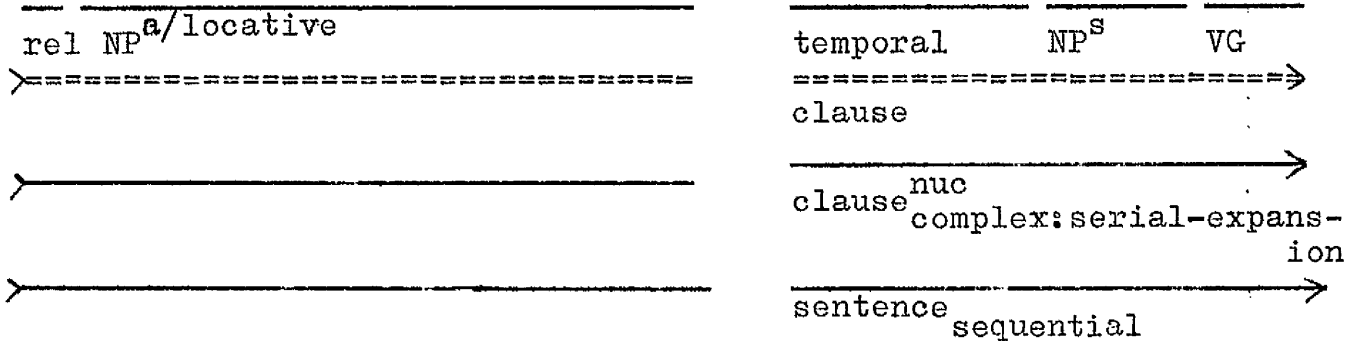 rel NPa/locative temporal NPs VG
clause
clausenuc
complex:serial-expans-
ion
sentencesequential